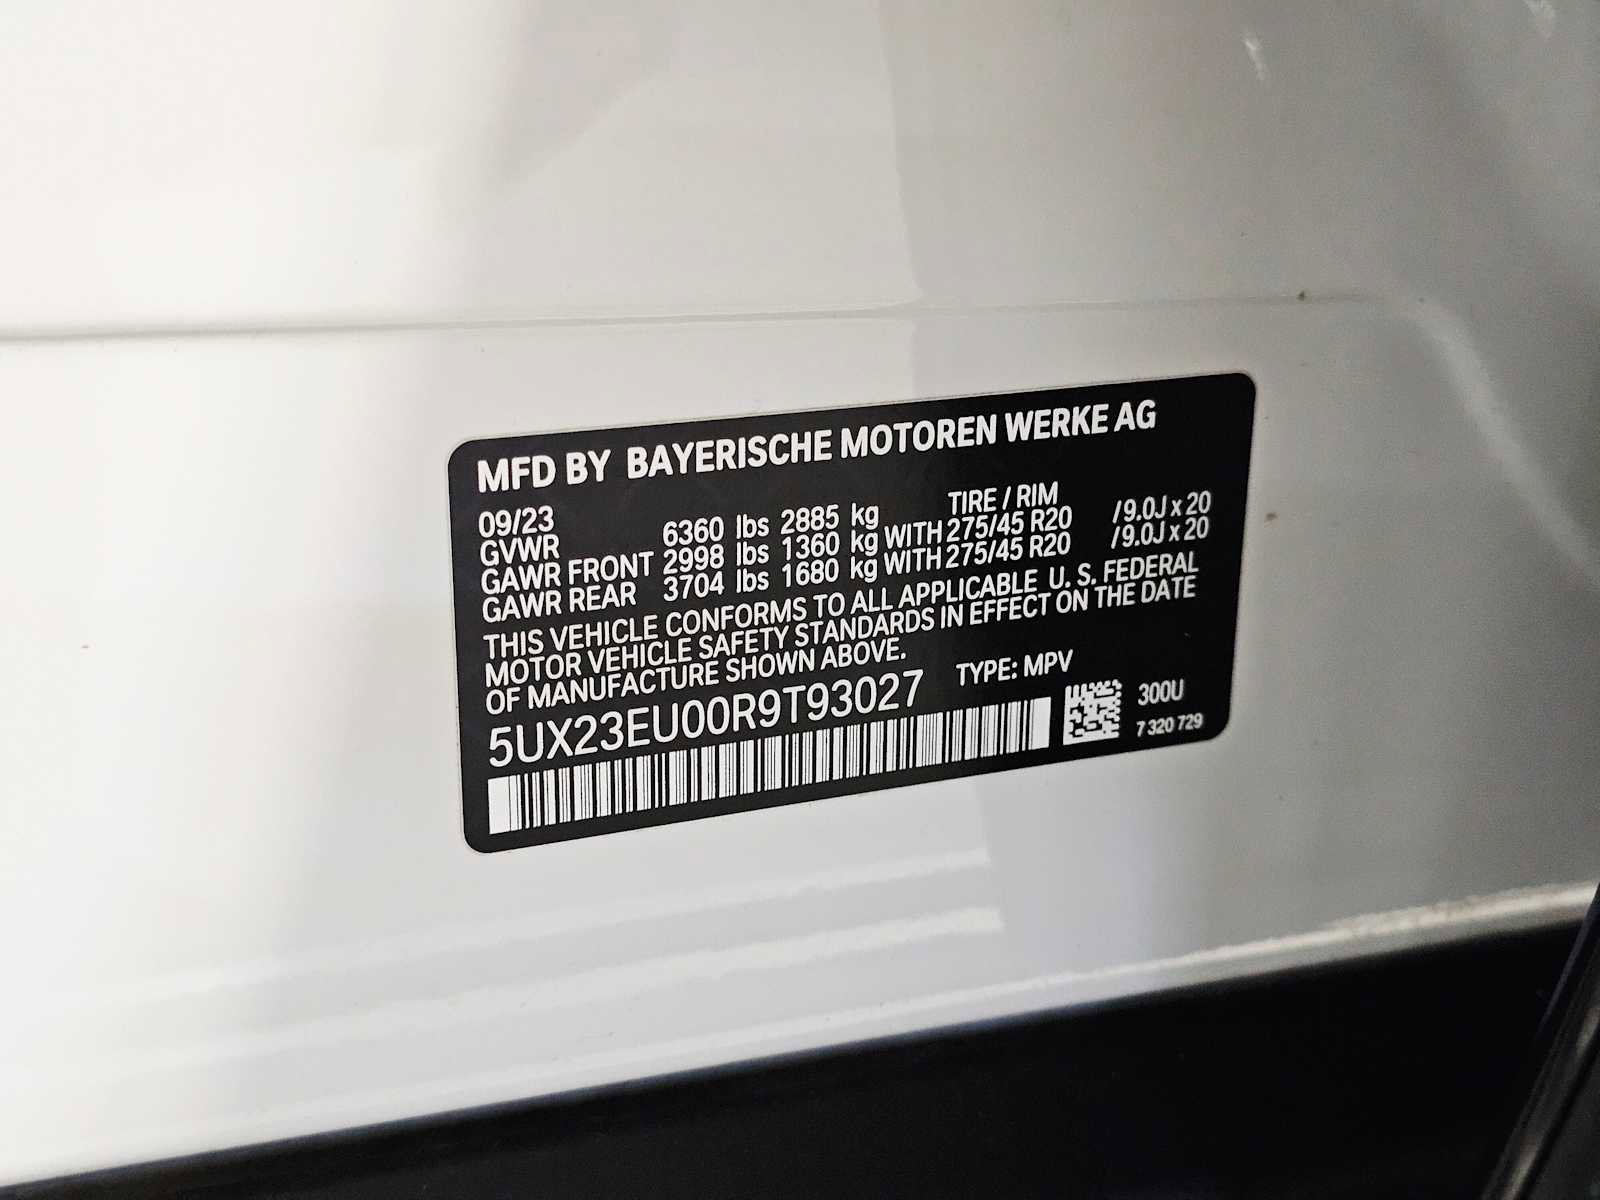 MFD BY BAYERISCHE MOTOREN WERKE AG
09/23 TIRE / RIM
GVWR 6360 lbs 2885 kg
GAWR FRONT 2998 lbs 1360 kg WITH 275/45 R20 /9.0J x 20
GAWR REAR 3704 lbs 1680 kg WITH 275/45 R20 /9.0J x 20
THIS VEHICLE CONFORMS TO ALL APPLICABLE U. S. FEDERAL
MOTOR VEHICLE SAFETY STANDARDS IN EFFECT ON THE DATE
OF MANUFACTURE SHOWN ABOVE.
5UX23EU00R9T93027 TYPE: MPV
300U
7 320 729